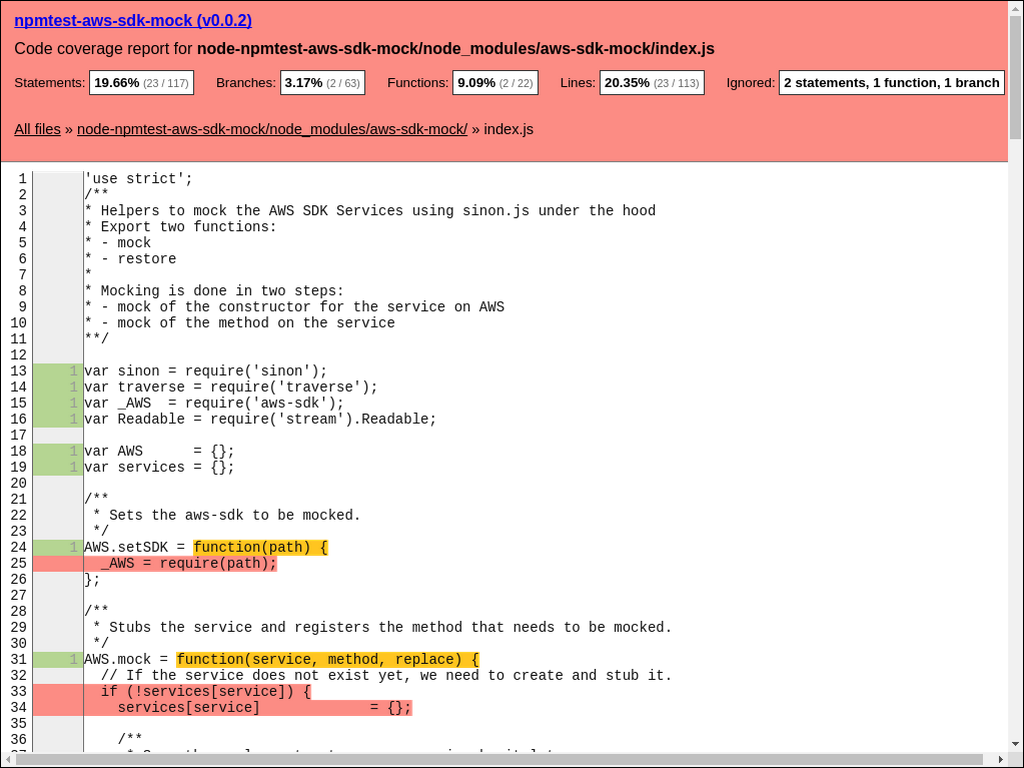 npmtest-aws-sdk-mock (v0.0.2)
Code coverage report for node-npmtest-aws-sdk-mock/node_modules/aws-sdk-mock/index.js
Statements: 19.66% (23 / 117) Branches: 3.17% (2 / 63) Functions: 9.09% (2 / 22) Lines: 20.35% (23 / 113) Ignored: 2 statements, 1 function, 1 branch
All files » node-npmtest-aws-sdk-mock/node_modules/aws-sdk-mock/ » index.js
1 'use strict';
2 /**
3 * Helpers to mock the AWS SDK Services using sinon.js under the hood
4 * Export two functions:
5 * - mock
6 * - restore
7 *
8 * Mocking is done in two steps:
9 * - mock of the constructor for the service on AWS
10 * - mock of the method on the service
11 **/
12
13 1 var sinon = require('sinon');
14 1 var traverse = require('traverse');
15 1 var _AWS  = require('aws-sdk');
16 1 var Readable = require('stream').Readable;
17
18 1 var AWS      = {};
19 1 var services = {};
20
21 /**
22  * Sets the aws-sdk to be mocked.
23  */
24 1 AWS.setSDK = function(path) {
25   _AWS = require(path);
26 };
27
28 /**
29  * Stubs the service and registers the method that needs to be mocked.
30  */
31 1 AWS.mock = function(service, method, replace) {
32   // If the service does not exist yet, we need to create and stub it.
33   if (!services[service]) {
34     services[service]             = {};
35
36     /**